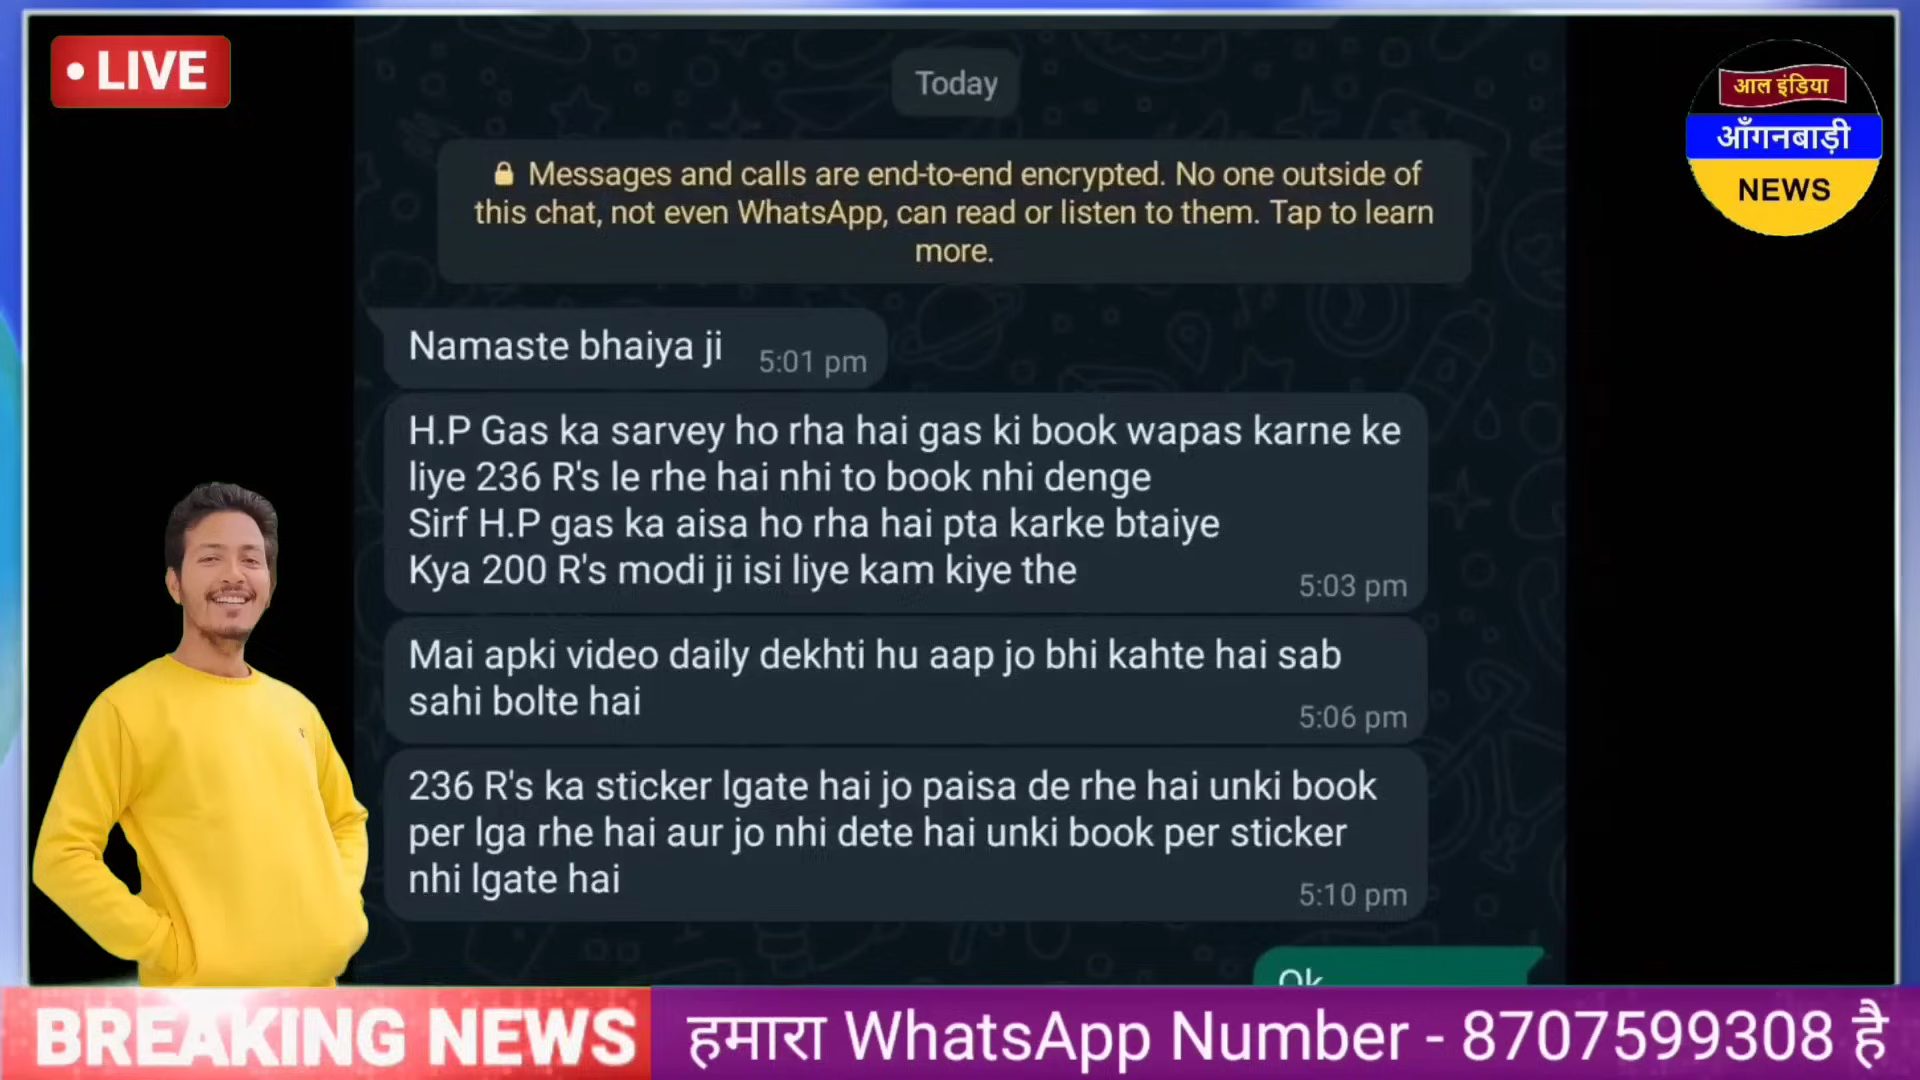 • LIVE
Today
आल इंडिया
आँगनबाड़ी
NEWS
Messages and calls are end-to-end encrypted. No one outside of
this chat, not even WhatsApp, can read or listen to them. Tap to learn
more.
Namaste bhaiya ji 5:01 pm
H.P Gas ka sarvey ho rha hai gas ki book wapas karne ke
liye 236 R's le rhe hai nhi to book nhi denge
Sirf H.P gas ka aisa ho rha hai pta karke btaiye
Kya 200 R's modi ji isi liye kam kiye the
5:03 pm
Mai apki video daily dekhti hu aap jo bhi kahte hai sab
sahi bolte hai
5:06 pm
236 R's ka sticker lgate hai jo paisa de rhe hai unki book
per lga rhe hai aur jo nhi dete hai unki book per sticker
nhi lgate hai
5:10 pm
Ok
BREAKING NEWS
हमारा WhatsApp Number - 8707599308 है